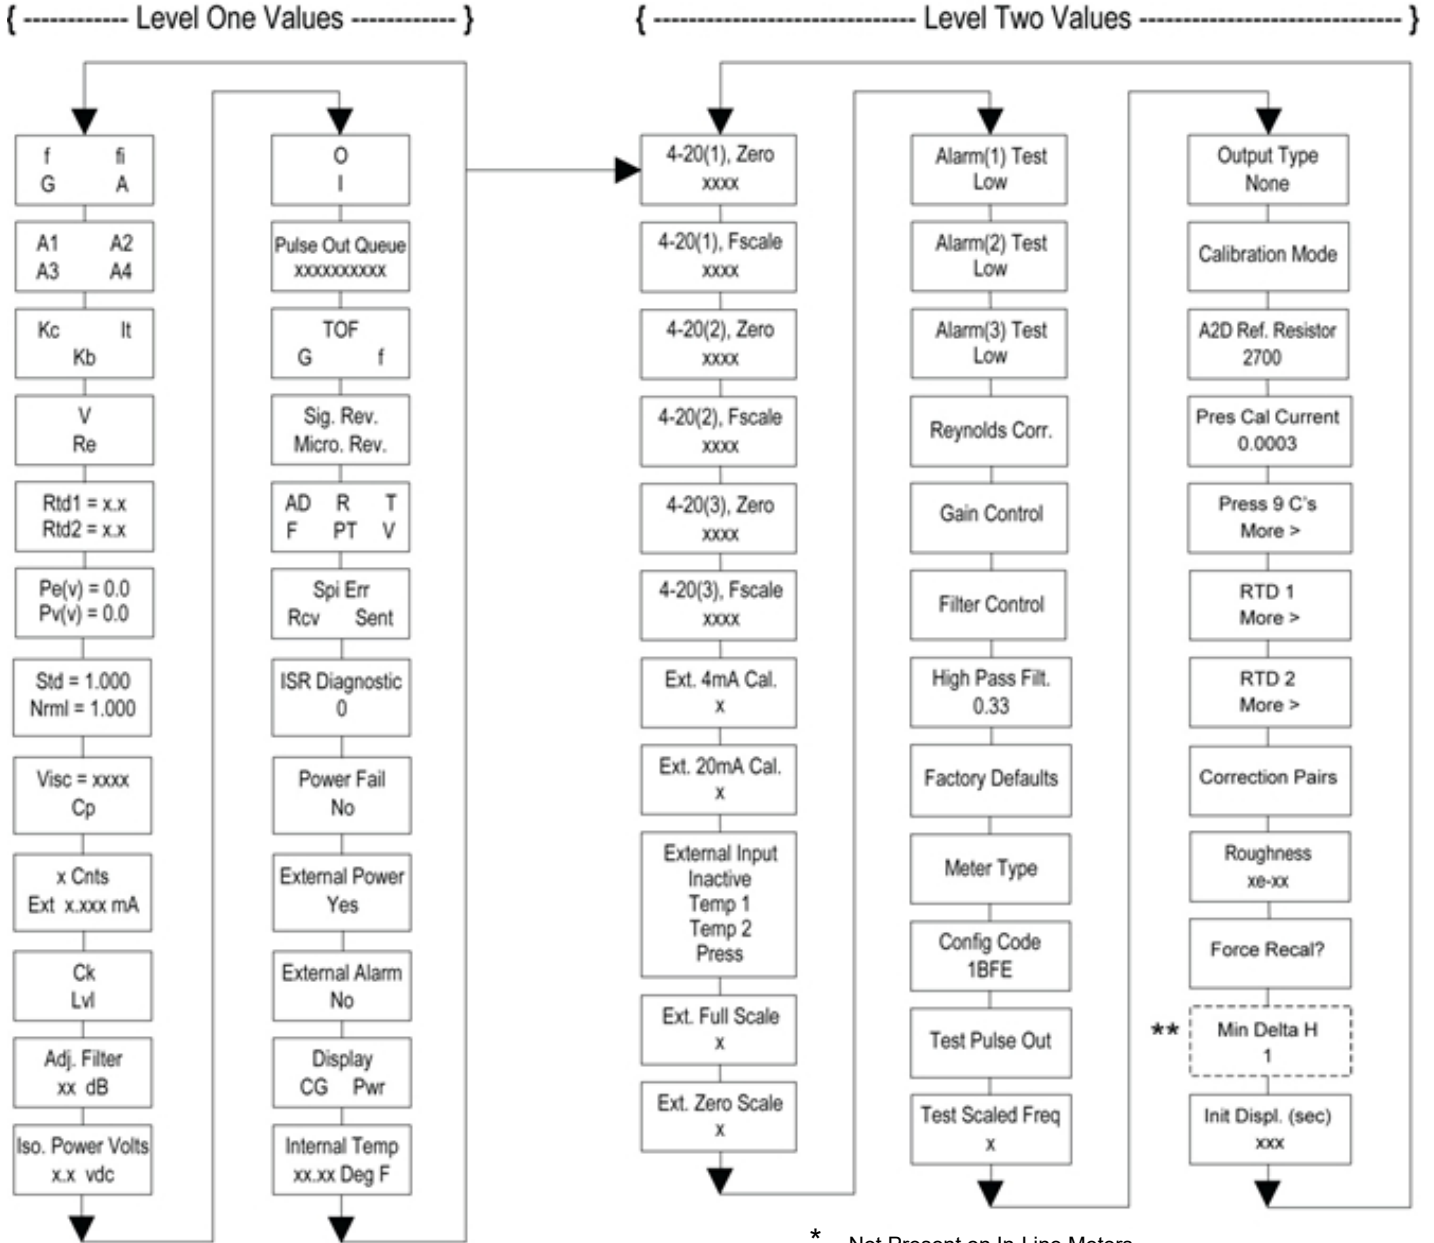 { ----------- Level One Values ----------- }
{ ---------------------------- Level Two Values ---------------------------- }
f fi
G A
A1 A2
A3 A4
Kc It
Kb
V
Re
Rtd1 = x.x
Rtd2 = x.x
Pe(v) = 0.0
Pv(v) = 0.0
Std = 1.000
Nrml = 1.000
Visc = xxxx
Cp
x Cnts
Ext x.xxx mA
Ck
Lvl
Adj. Filter
xx dB
Iso. Power Volts
x.x vdc
O
I
Pulse Out Queue
xxxxxxxxxx
TOF
G f
Sig. Rev.
Micro. Rev.
AD R T
F PT V
Spi Err
Rcv Sent
ISR Diagnostic
0
Power Fail
No
External Power
Yes
External Alarm
No
Display
CG Pwr
Internal Temp
xx.xx Deg F
4-20(1), Zero
xxxx
4-20(1), Fscale
xxxx
4-20(2), Zero
xxxx
4-20(2), Fscale
xxxx
4-20(3), Zero
xxxx
4-20(3), Fscale
xxxx
Ext. 4mA Cal.
x
Ext. 20mA Cal.
x
External Input
Inactive
Temp 1
Temp 2
Press
Ext. Full Scale
x
Ext. Zero Scale
x
Alarm(1) Test
Low
Alarm(2) Test
Low
Alarm(3) Test
Low
Reynolds Corr.
Gain Control
Filter Control
High Pass Filt.
0.33
Factory Defaults
Meter Type
Config Code
1BFE
Test Pulse Out
Test Scaled Freq
x
Output Type
None
Calibration Mode
A2D Ref. Resistor
2700
Pres Cal Current
0.0003
Press 9 C's
More >
RTD 1
More >
RTD 2
More >
Correction Pairs
Roughness
xe-xx
Force Recal?
** Min Delta H
1
Init Displ. (sec)
xxx
* Not Present on In-Line Meters